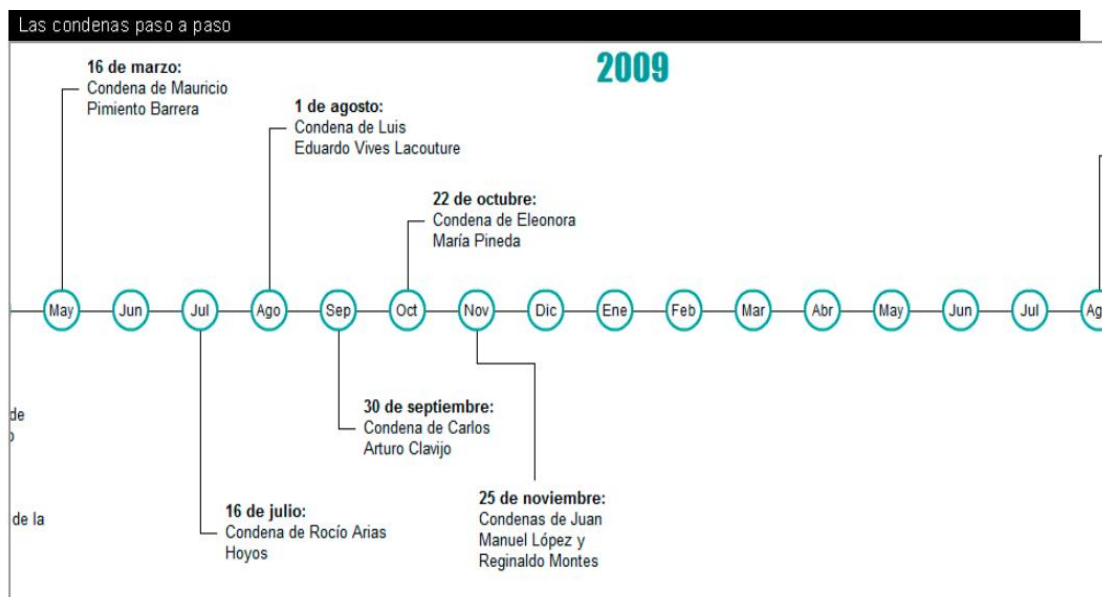 Las condenas paso a paso
2009
16 de marzo:
Condena de Mauricio
Pimiento Barrera
1 de agosto:
Condena de Luis
Eduardo Vives Lacouture
22 de octubre:
Condena de Eleonora
María Pineda
May Jun Jul Ago Sep Oct Nov Dic Ene Feb Mar Abr May Jun Jul
de
30 de septiembre:
Condena de Carlos
Arturo Clavijo
de la
16 de julio:
Condena de Rocío Arias
Hoyos
25 de noviembre:
Condenas de Juan
Manuel López y
Reginaldo Montes